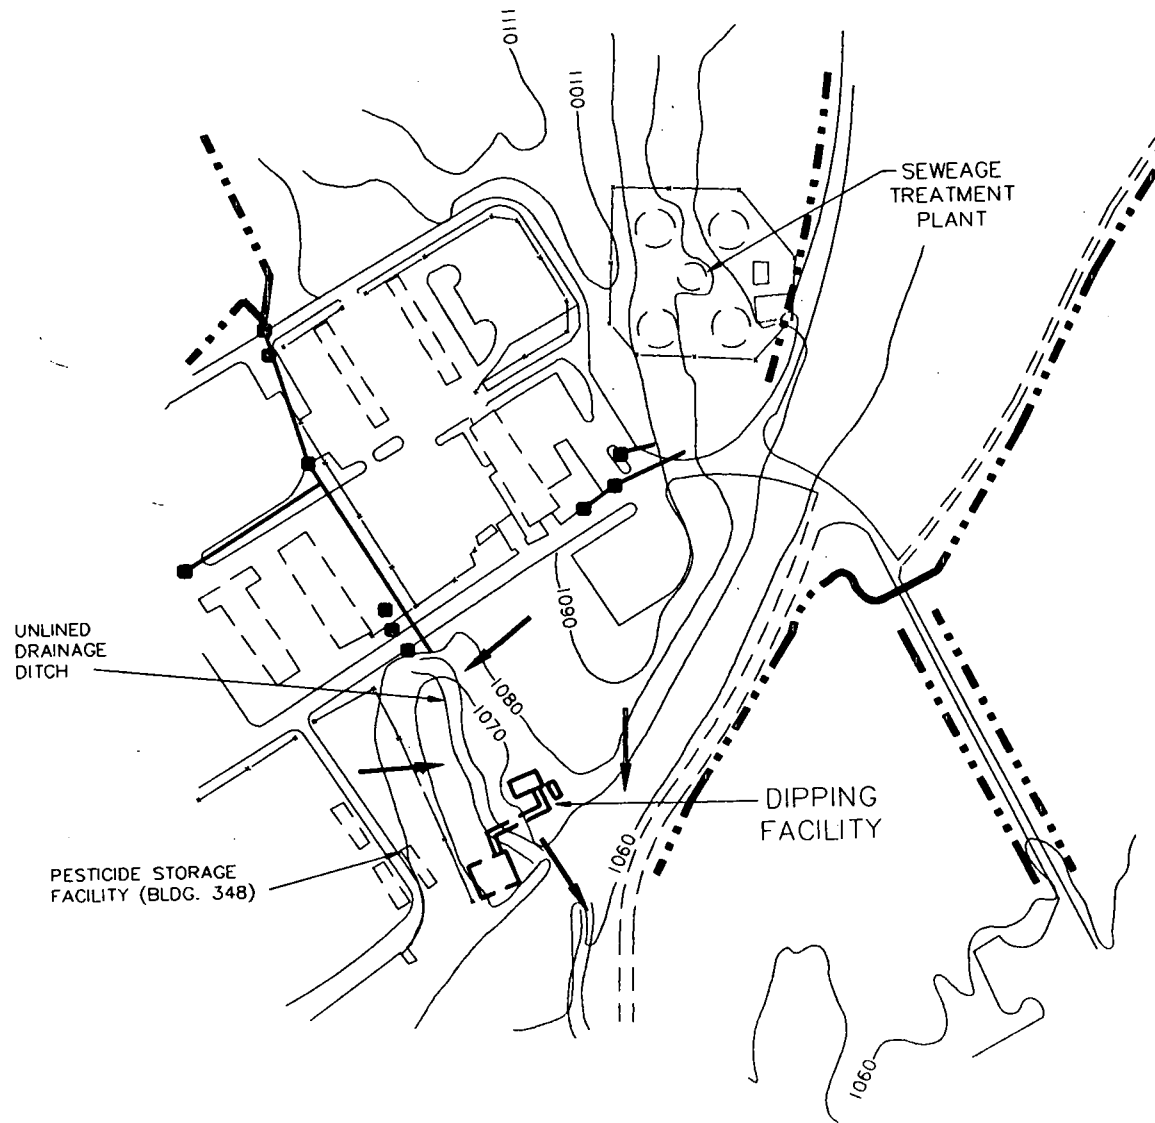 1110
1100
SEWEAGE
TREATMENT
PLANT
1090
UNLINED
DRAINAGE
DITCH
1080
1070
DIPPING
FACILITY
1060
PESTICIDE STORAGE
FACILITY (BLDG. 348)
1060